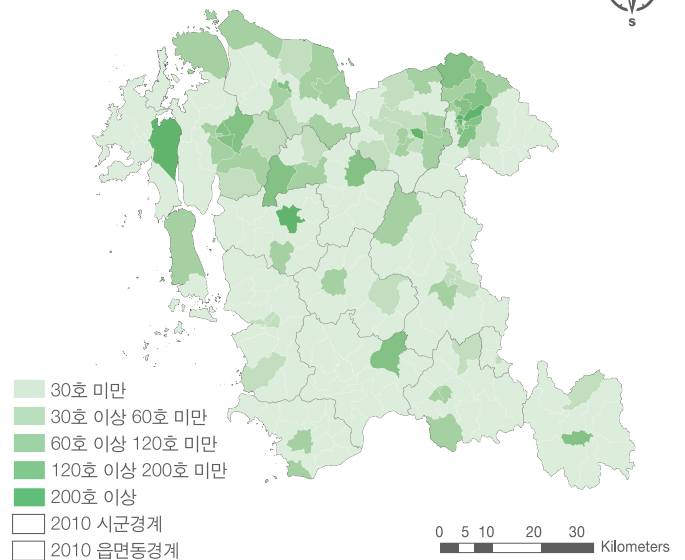 S
30호 미만
30호 이상 60호 미만
60호 이상 120호 미만
120호 이상 200호 미만
200호 이상
2010 시군경계
2010 읍면동경계
0 5 10 20 30
Kilometers